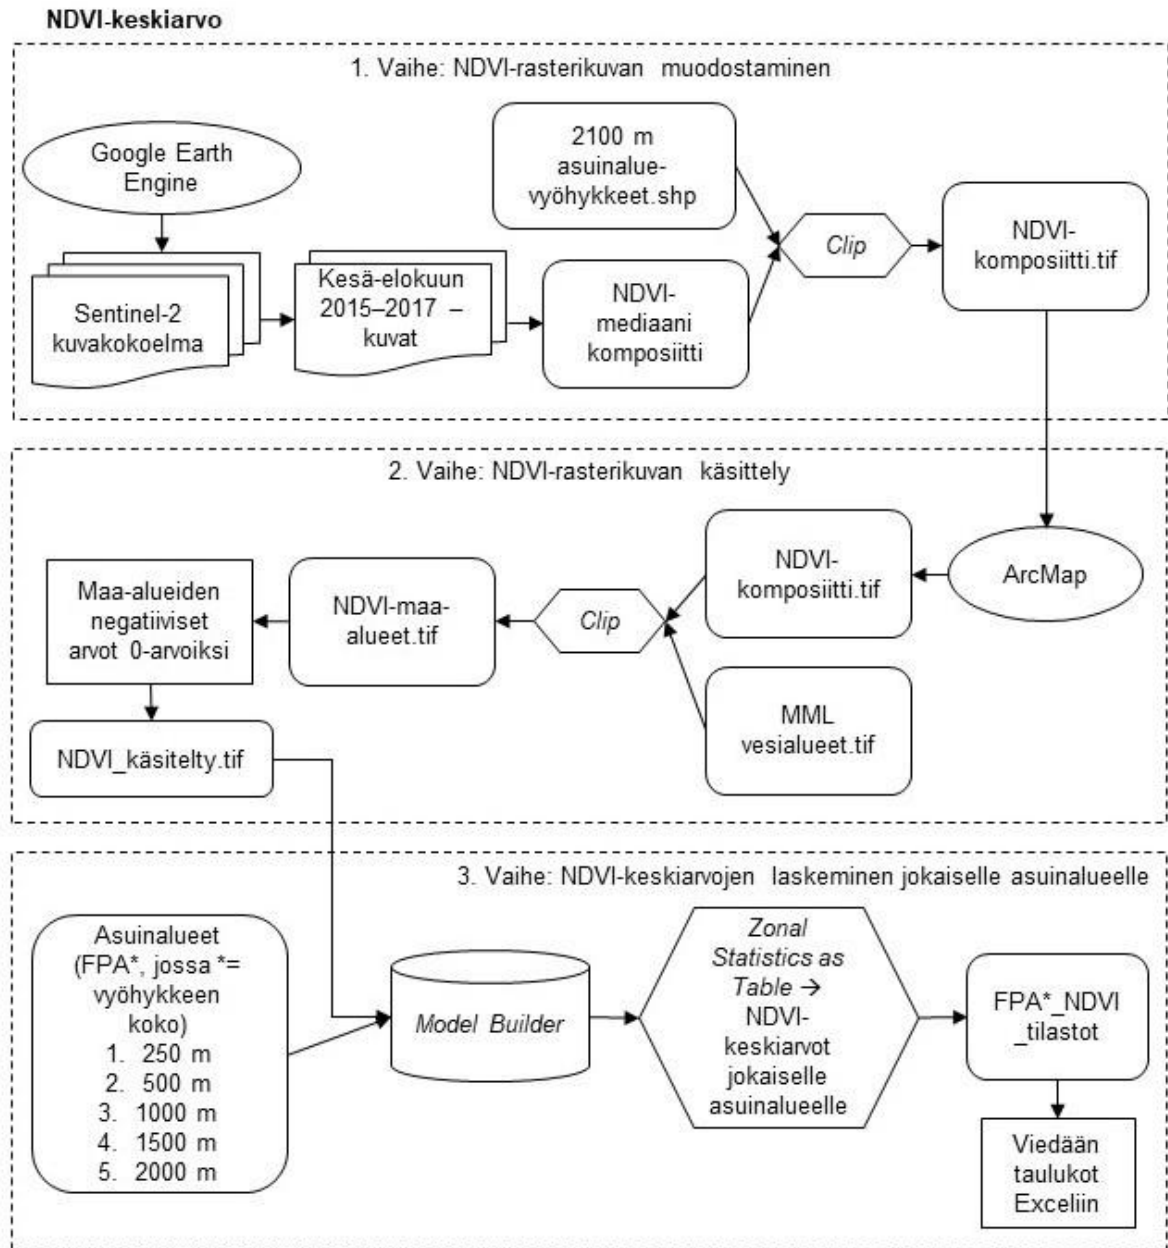 NDVI-keskiarvo
1. Vaihe: NDVI-rasterikuvan muodostaminen
Google Earth
Engine
2100 m
asuinalue-
vyöhykkeet.shp
Clip
NDVI-
komposiitti.tif
Sentinel-2
kuvakokoelma
Kesä-elokuun
2015–2017 –
kuvat
NDVI-
mediaani
komposiitti
2. Vaihe: NDVI-rasterikuvan käsittely
ArcMap
NDVI-
komposiitti.tif
MML
vesialueet.tif
Clip
NDVI-maa-
alueet.tif
Maa-alueiden
negatiiviset
arvot 0-arvoiksi
NDVI_käsitelty.tif
3. Vaihe: NDVI-keskiarvojen laskeminen jokaiselle asuinalueelle
Asuinalueet
(FPA*, jossa *=
vyöhykkeen
koko)
1. 250 m
2. 500 m
3. 1000 m
4. 1500 m
5. 2000 m
Model Builder
Zonal
Statistics as
Table →
NDVI-
keskiarvot
jokaiselle
asuinalueelle
FPA*_NDVI
_tilastot
Viedään
taulukot
Exceliin